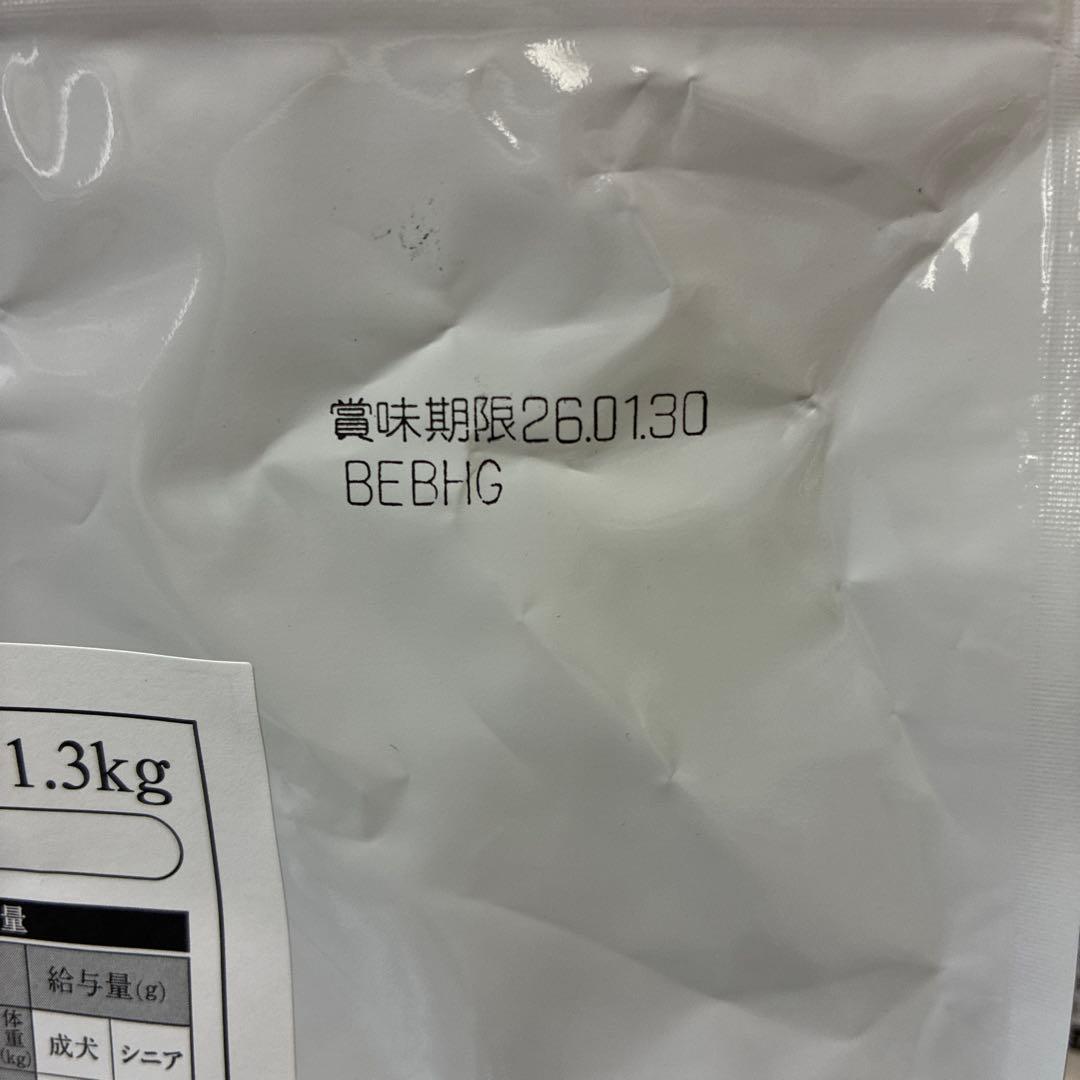 賞味期限26.01.30
BEBHG
1.3kg
量
給与量(g)
体重(kg)
成犬
シニア